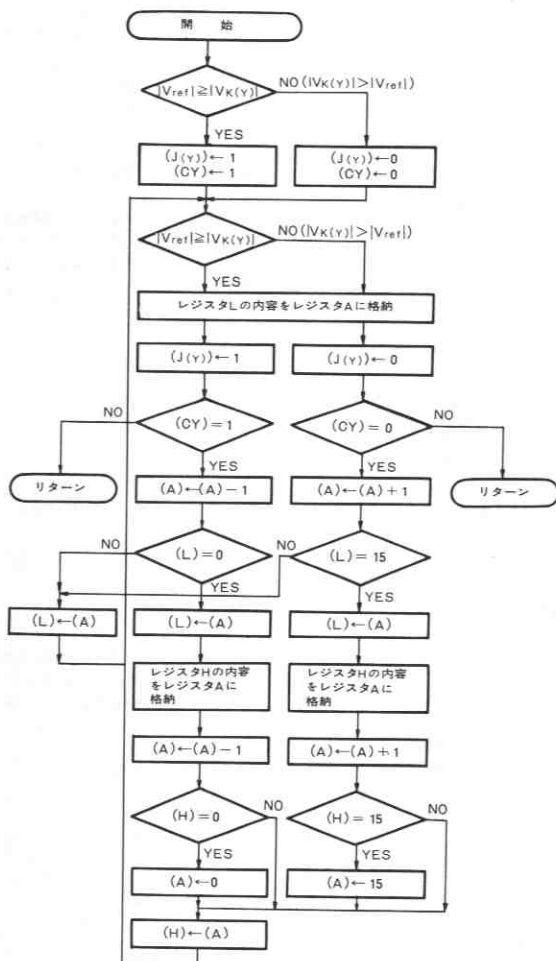 開 始
|Vref|≧|VK(Y)|
NO(|VK(Y)|>|Vref|)
YES
(J(Y))←1
(CY)←1
(J(Y))←0
(CY)←0
|Vref|≧|VK(Y)|
NO(|VK(Y)|>|Vref|)
YES
レジスタLの内容をレジスタAに格納
(J(Y))←1
(J(Y))←0
NO
(CY)=1
(CY)=0
NO
リターン
YES
YES
リターン
(A)←(A)−1
(A)←(A)+1
NO
(L)=0
NO
(L)=15
YES
YES
(L)←(A)
(L)←(A)
(L)←(A)
レジスタHの内容
をレジスタAに
格納
レジスタHの内容
をレジスタAに
格納
(A)←(A)−1
(A)←(A)+1
(H)=0
NO
(H)=15
NO
YES
YES
(A)←0
(A)←15
(H)←(A)